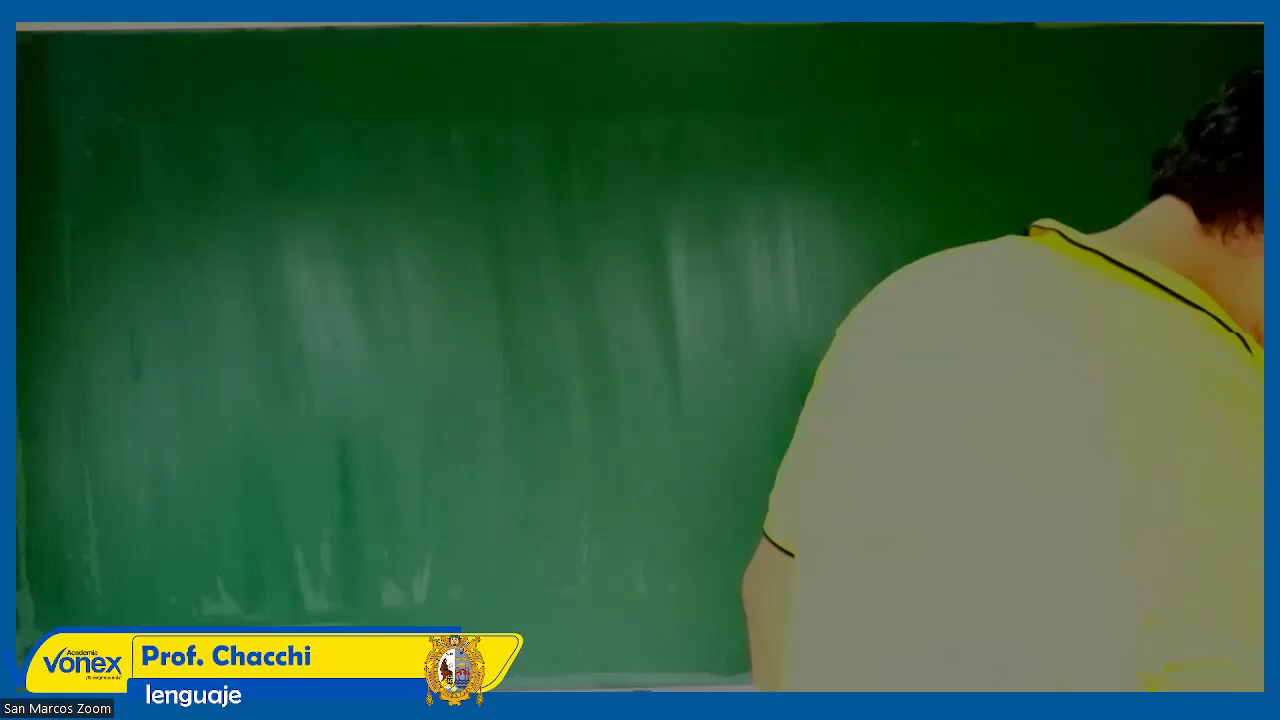 Academia
vonex
Prof. Chacchi
lenguaje
San Marcos Zoom